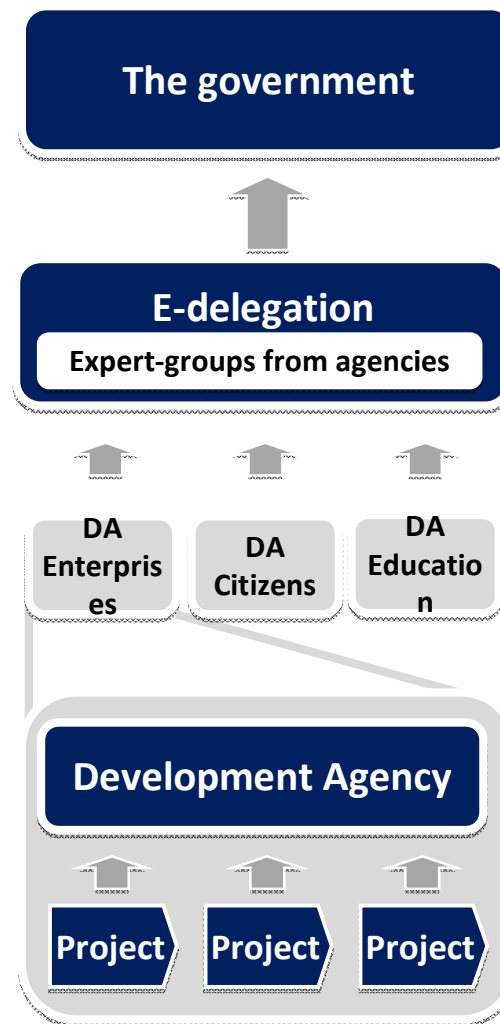 The government
E-delegation
Expert-groups from agencies
DA
Enterpris
es
DA
Citizens
DA
Educatio
n
Development Agency
Project
Project
Project